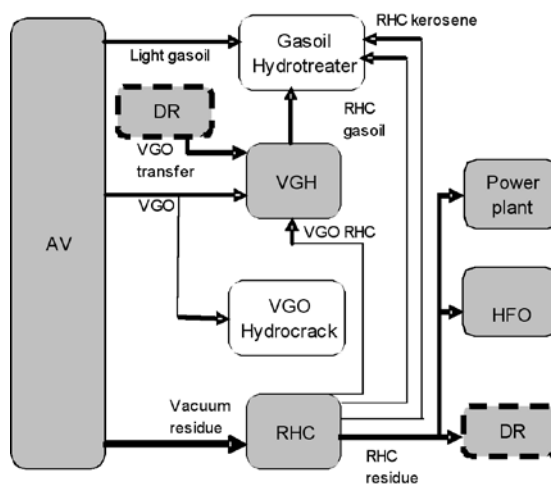 RHC kerosene
Gasoil
Hydrotreater
Light gasoil
DR
RHC
gasoil
VGO
transfer
VGH
Power
plant
VGO
VGO RHC
AV
VGO
Hydrocrack
HFO
Vacuum
residue
RHC
DR
RHC
residue